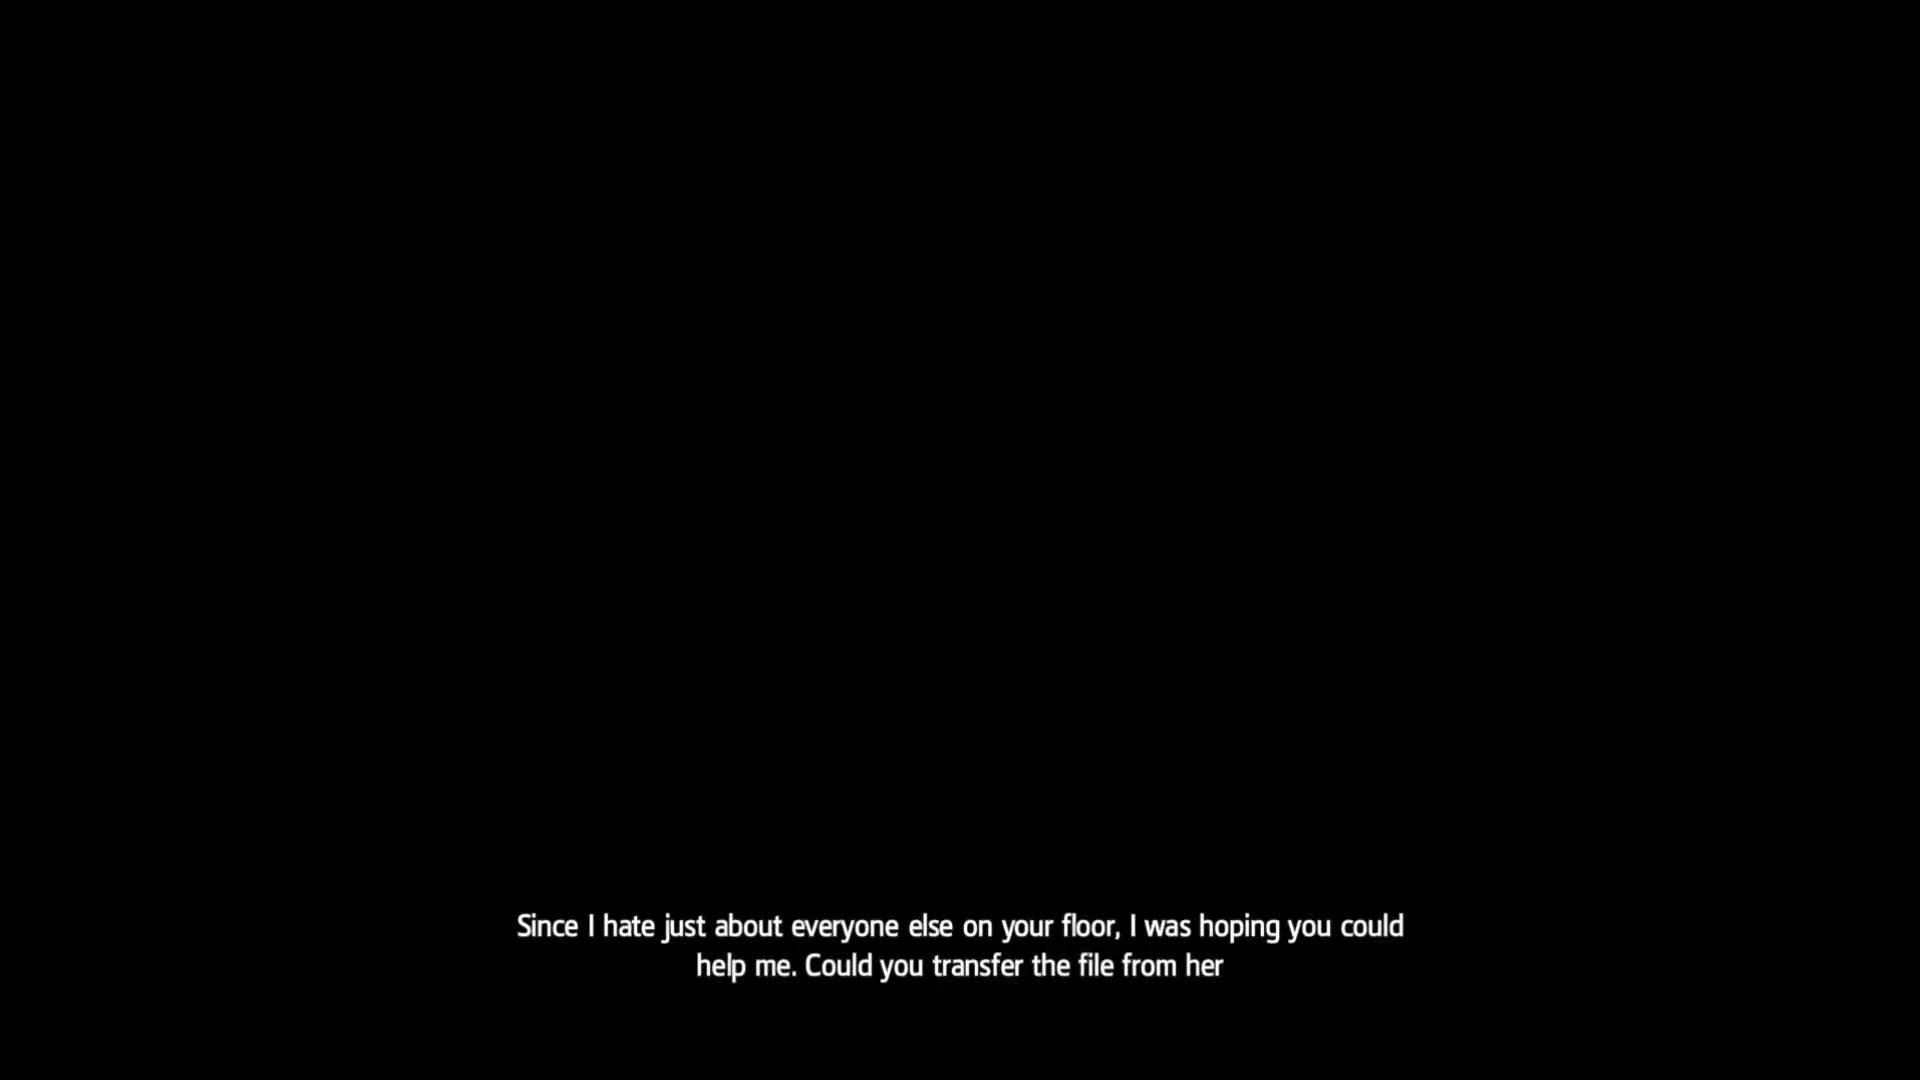 Since I hate just about everyone else on your floor, I was hoping you could
help me. Could you transfer the file from her